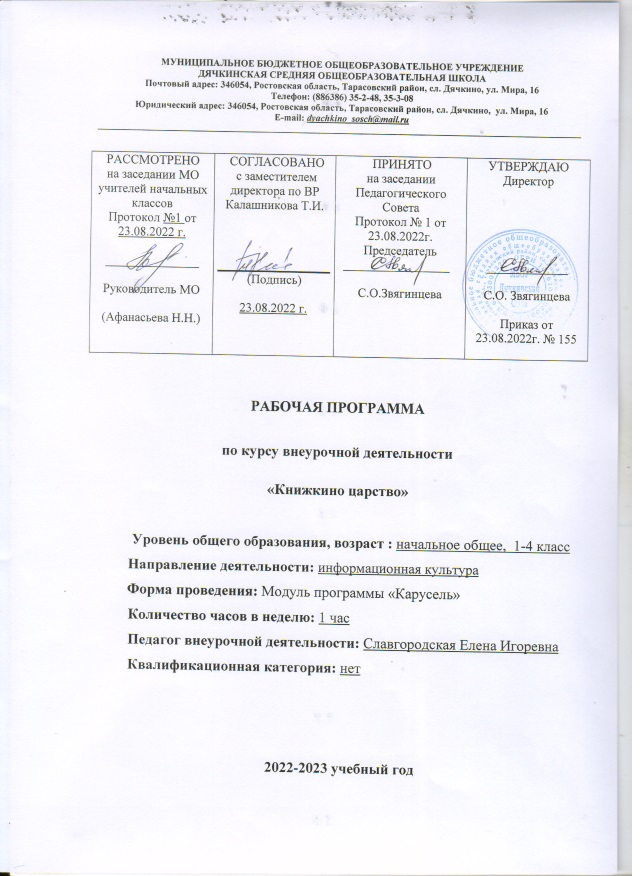 МУНИЦИПАЛЬНОЕ БЮДЖЕТНОЕ ОБЩЕОБРАЗОВАТЕЛЬНОЕ УЧРЕЖДЕНИЕ
ДЯЧКИНСКАЯ СРЕДНЯЯ ОБЩЕОБРАЗОВАТЕЛЬНАЯ ШКОЛА
Почтовый адрес: 346054, Ростовская область, Тарасовский район, сл. Дячкино, ул. Мира, 16
Телефон: (886386) 35-2-48, 35-3-08
Юридический адрес: 346054, Ростовская область, Тарасовский район, сл. Дячкино, ул. Мира, 16
E-mail: dyachkino_sosch@mail.ru
РАССМОТРЕНО
на заседании МО
учителей начальных
классов
Протокол №1 от
23.08.2022 г.
Руководитель МО
(Афанасьева Н.Н.)
СОГЛАСОВАНО
с заместителем
директора по ВР
Калашникова Т.И.
(Подпись)
23.08.2022 г.
ПРИНЯТО
на заседании
Педагогического
Совета
Протокол № 1 от
23.08.2022г.
Председатель
С.О.Звягинцева
УТВЕРЖДАЮ
Директор
С.О. Звягинцева
Приказ от
23.08.2022г. № 155
РАБОЧАЯ ПРОГРАММА
по курсу внеурочной деятельности
«Книжкино царство»
Уровень общего образования, возраст : начальное общее, 1-4 класс
Направление деятельности: информационная культура
Форма проведения: Модуль программы «Карусель»
Количество часов в неделю: 1 час
Педагог внеурочной деятельности: Славгородская Елена Игоревна
Квалификационная категория: нет
2022-2023 учебный год